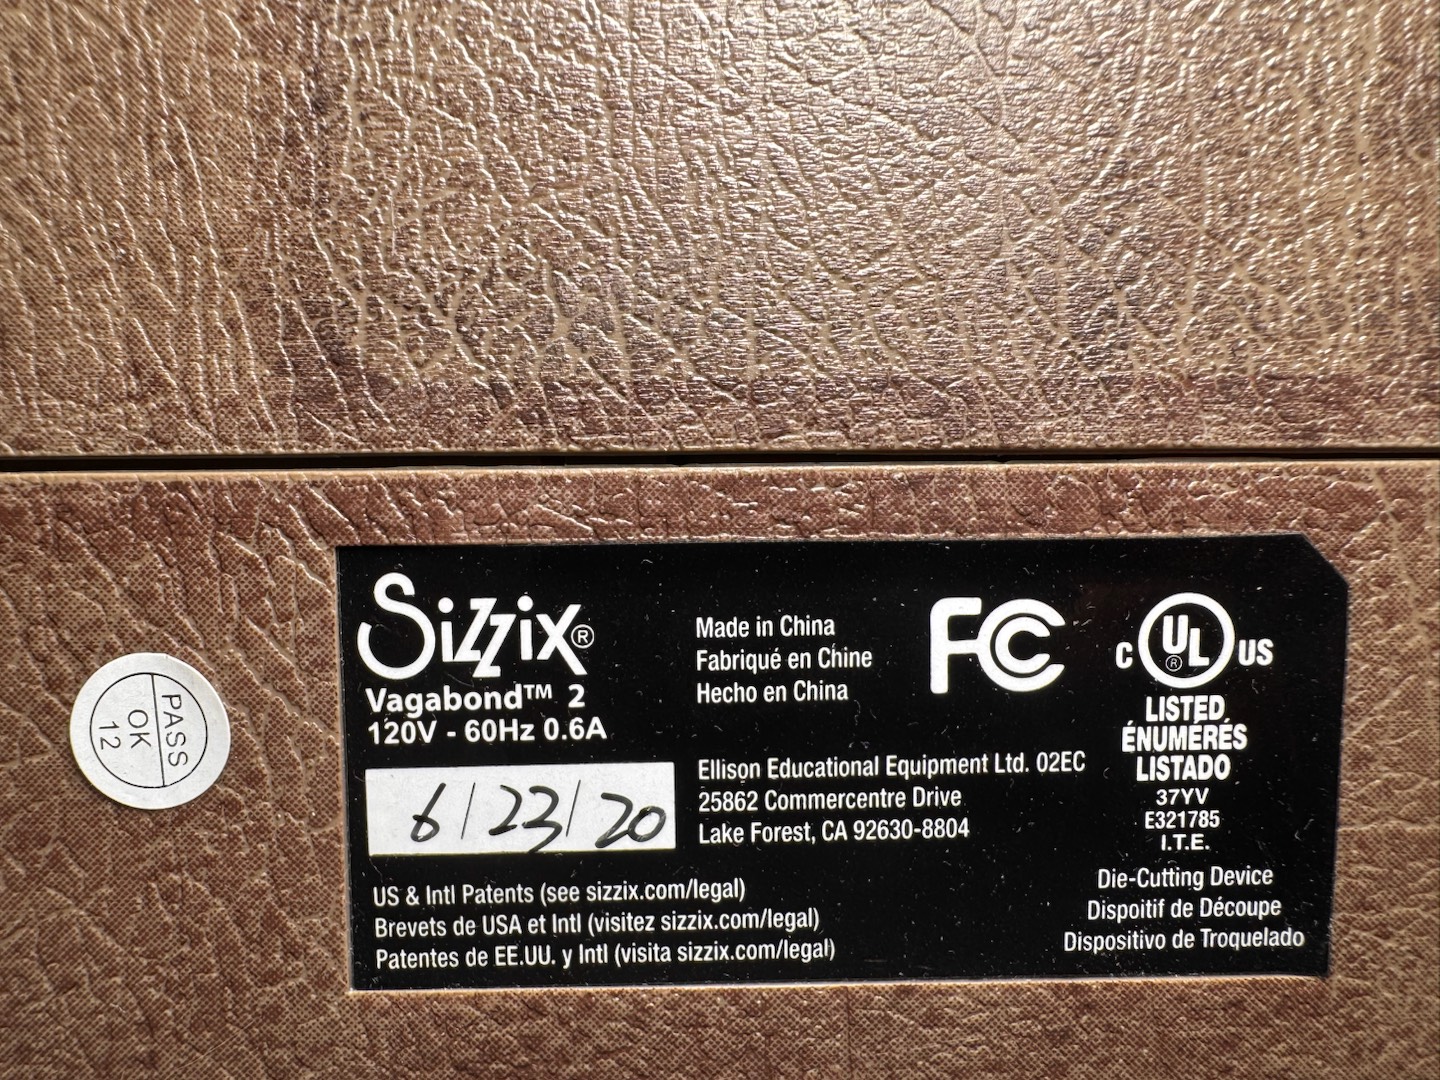 Sizzix®
Vagabond™ 2
120V - 60Hz 0.6A
6/23/20
US & Intl Patents (see sizzix.com/legal)
Brevets de USA et Intl (visitez sizzix.com/legal)
Patentes de EE.UU. y Intl (visita sizzix.com/legal)
Made in China
Fabriqué en Chine
Hecho en China
Ellison Educational Equipment Ltd. 02EC
25862 Commercentre Drive
Lake Forest, CA 92630-8804
FC
C UL® US
LISTED
ÉNUMÉRÉS
LISTADO
37YV
E321785
I.T.E.
Die-Cutting Device
Dispoitif de Découpe
Dispositivo de Troquelado
PASS
OK
12